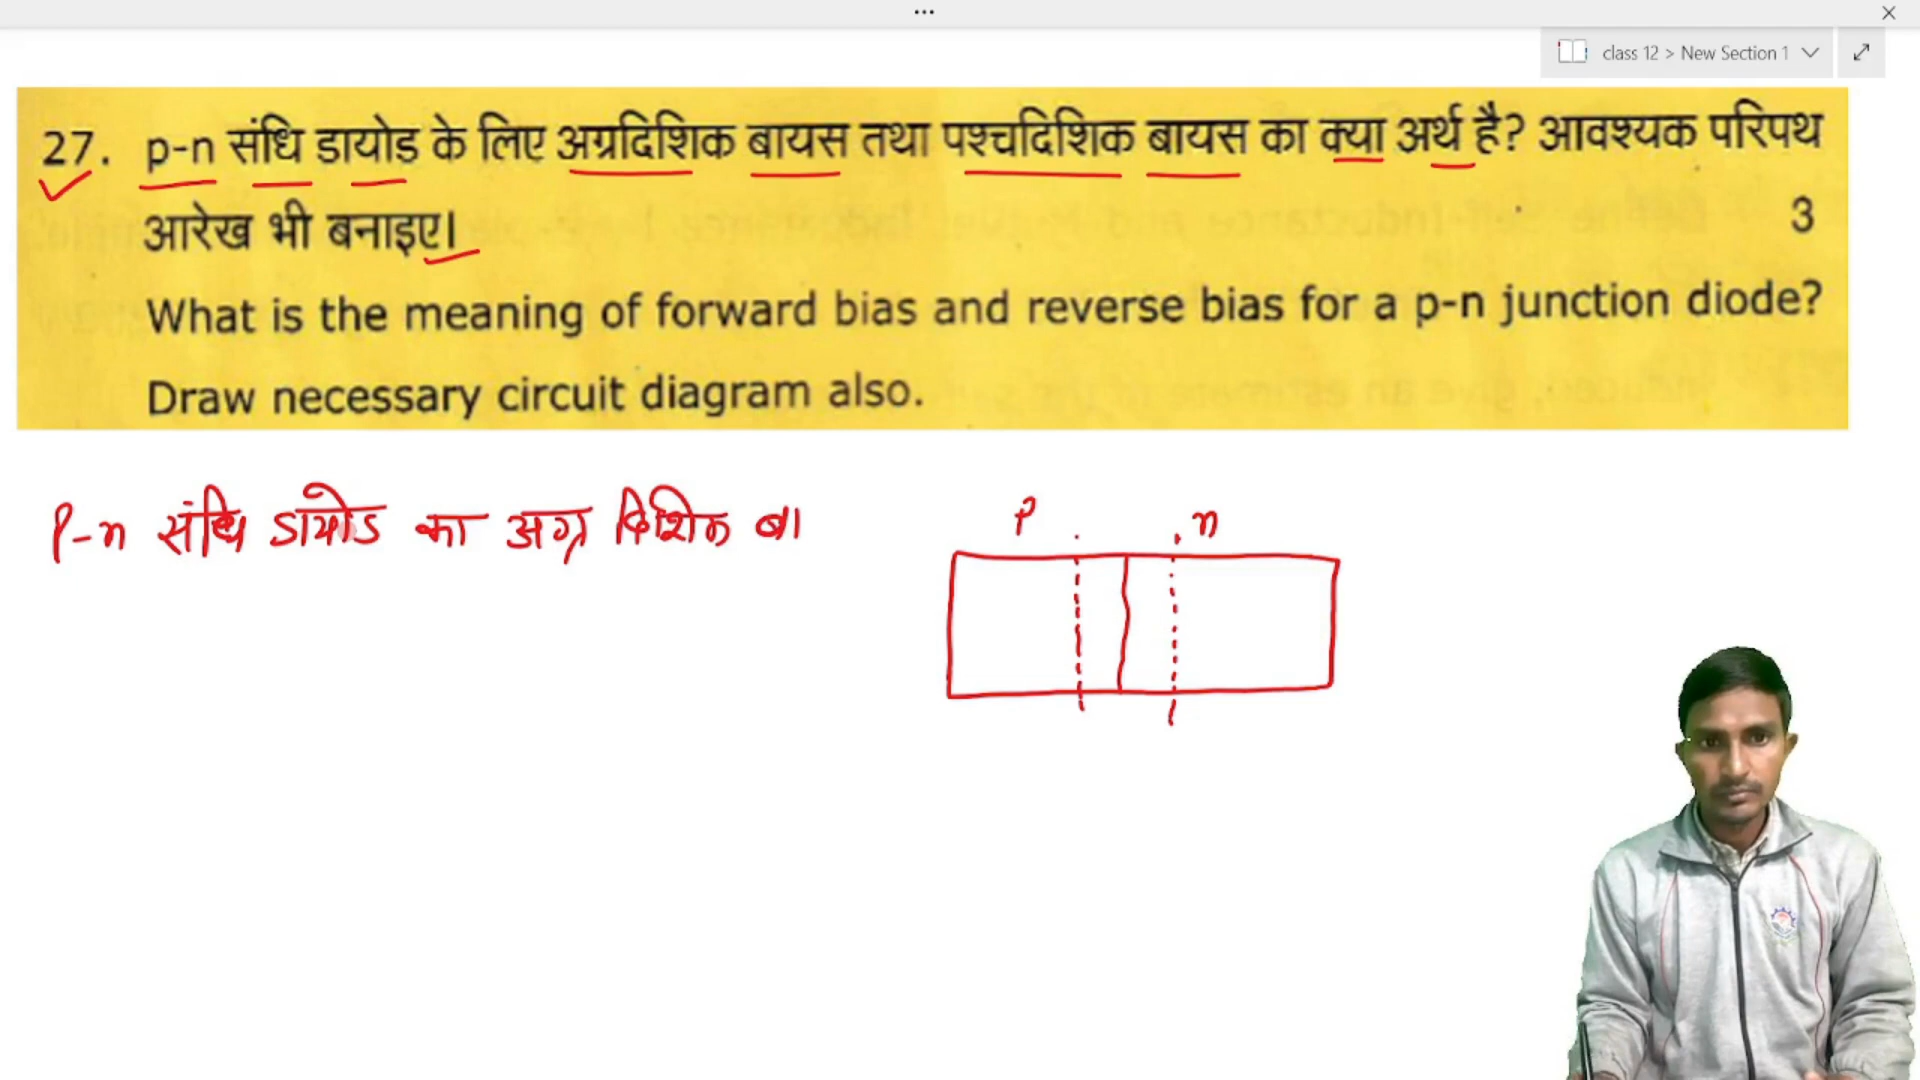 class 12 > New Section 1
27. p-n संधि डायोड के लिए अग्रदिशिक बायस तथा पश्चदिशिक बायस का क्या अर्थ है? आवश्यक परिपथ
आरेख भी बनाइए। 3
What is the meaning of forward bias and reverse bias for a p-n junction diode?
Draw necessary circuit diagram also.
P-n संधि डायोड का अग्र दिशिक बा
P n